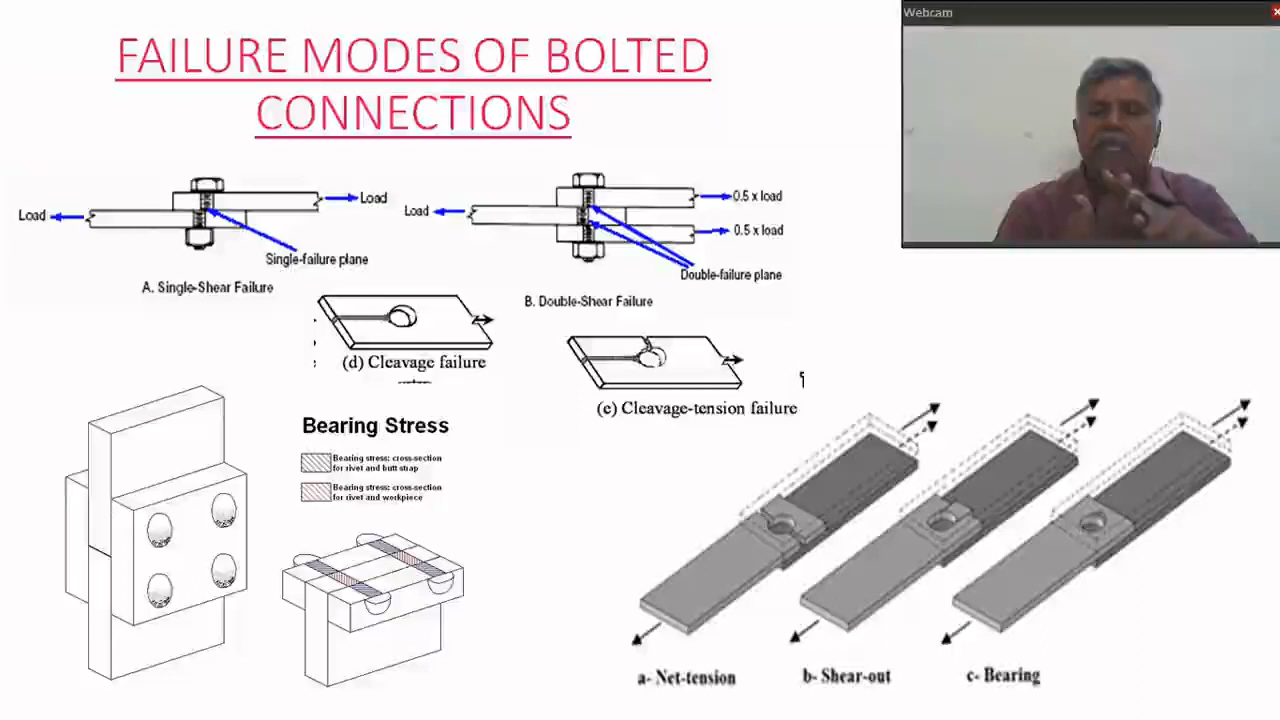 Webcam
FAILURE MODES OF BOLTED
CONNECTIONS
Load
Load
Single-failure plane
A. Single-Shear Failure
Load
0.5 x load
0.5 x load
Double-failure plane
B. Double-Shear Failure
(d) Cleavage failure
(e) Cleavage-tension failure
Bearing Stress
Bearing stress: cross-section
for rivet and butt strap
Bearing stress: cross-section
for rivet and workpiece
a- Net-tension
b- Shear-out
c- Bearing